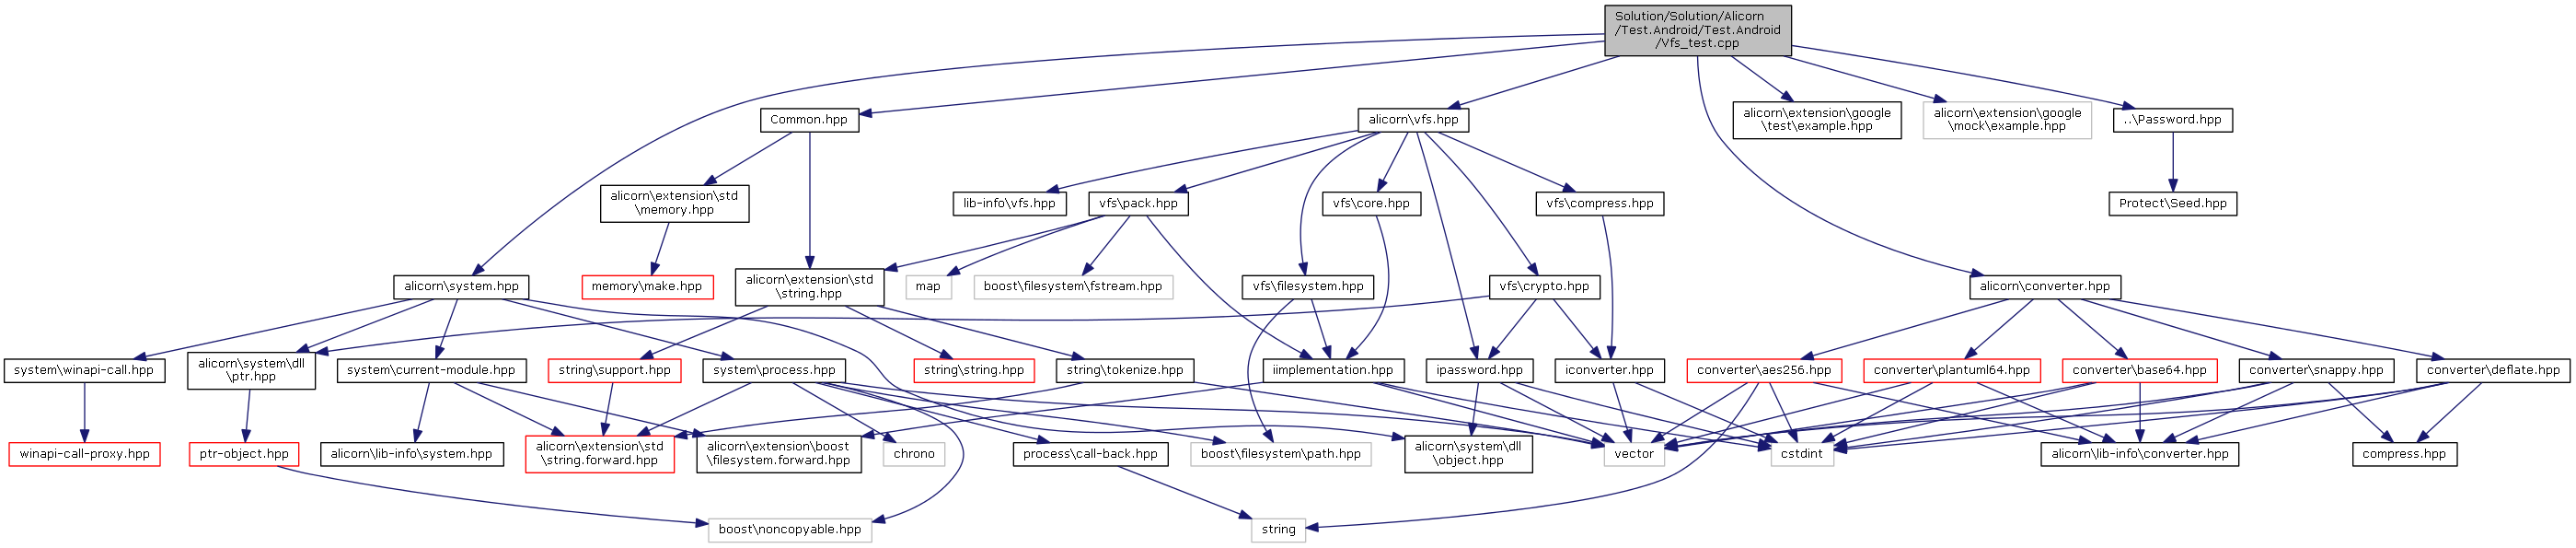 Solution/Solution/Alicorn
/Test.Android/Test.Android
/Vfs_test.cpp
Common.hpp
alicorn\vfs.hpp
alicorn\extension\google
\test\example.hpp
alicorn\extension\google
\mock\example.hpp
..\Password.hpp
alicorn\extension\std
\memory.hpp
lib-info\vfs.hpp
vfs\pack.hpp
vfs\core.hpp
vfs\compress.hpp
Protect\Seed.hpp
alicorn\system.hpp
memory\make.hpp
alicorn\extension\std
\string.hpp
map
boost\filesystem\fstream.hpp
vfs\filesystem.hpp
vfs\crypto.hpp
alicorn\converter.hpp
system\winapi-call.hpp
alicorn\system\dll
\ptr.hpp
system\current-module.hpp
string\support.hpp
system\process.hpp
string\string.hpp
string\tokenize.hpp
iimplementation.hpp
ipassword.hpp
iconverter.hpp
converter\aes256.hpp
converter\plantuml64.hpp
converter\base64.hpp
converter\snappy.hpp
converter\deflate.hpp
winapi-call-proxy.hpp
ptr-object.hpp
alicorn\lib-info\system.hpp
alicorn\extension\std
\string.forward.hpp
alicorn\extension\boost
\filesystem.forward.hpp
chrono
process\call-back.hpp
boost\filesystem\path.hpp
alicorn\system\dll
\object.hpp
vector
cstdint
alicorn\lib-info\converter.hpp
compress.hpp
boost\noncopyable.hpp
string